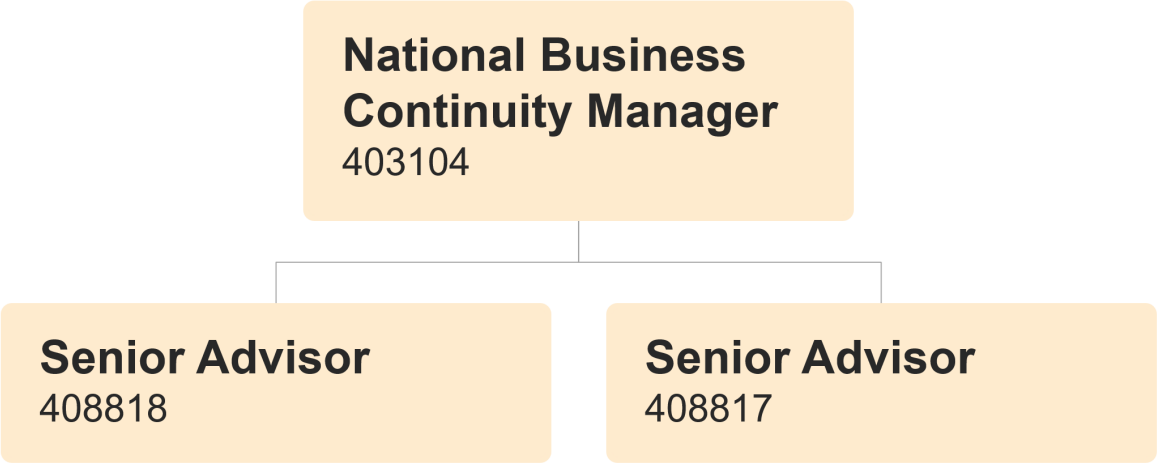 National Business
Continuity Manager
403104
Senior Advisor
408818
Senior Advisor
408817